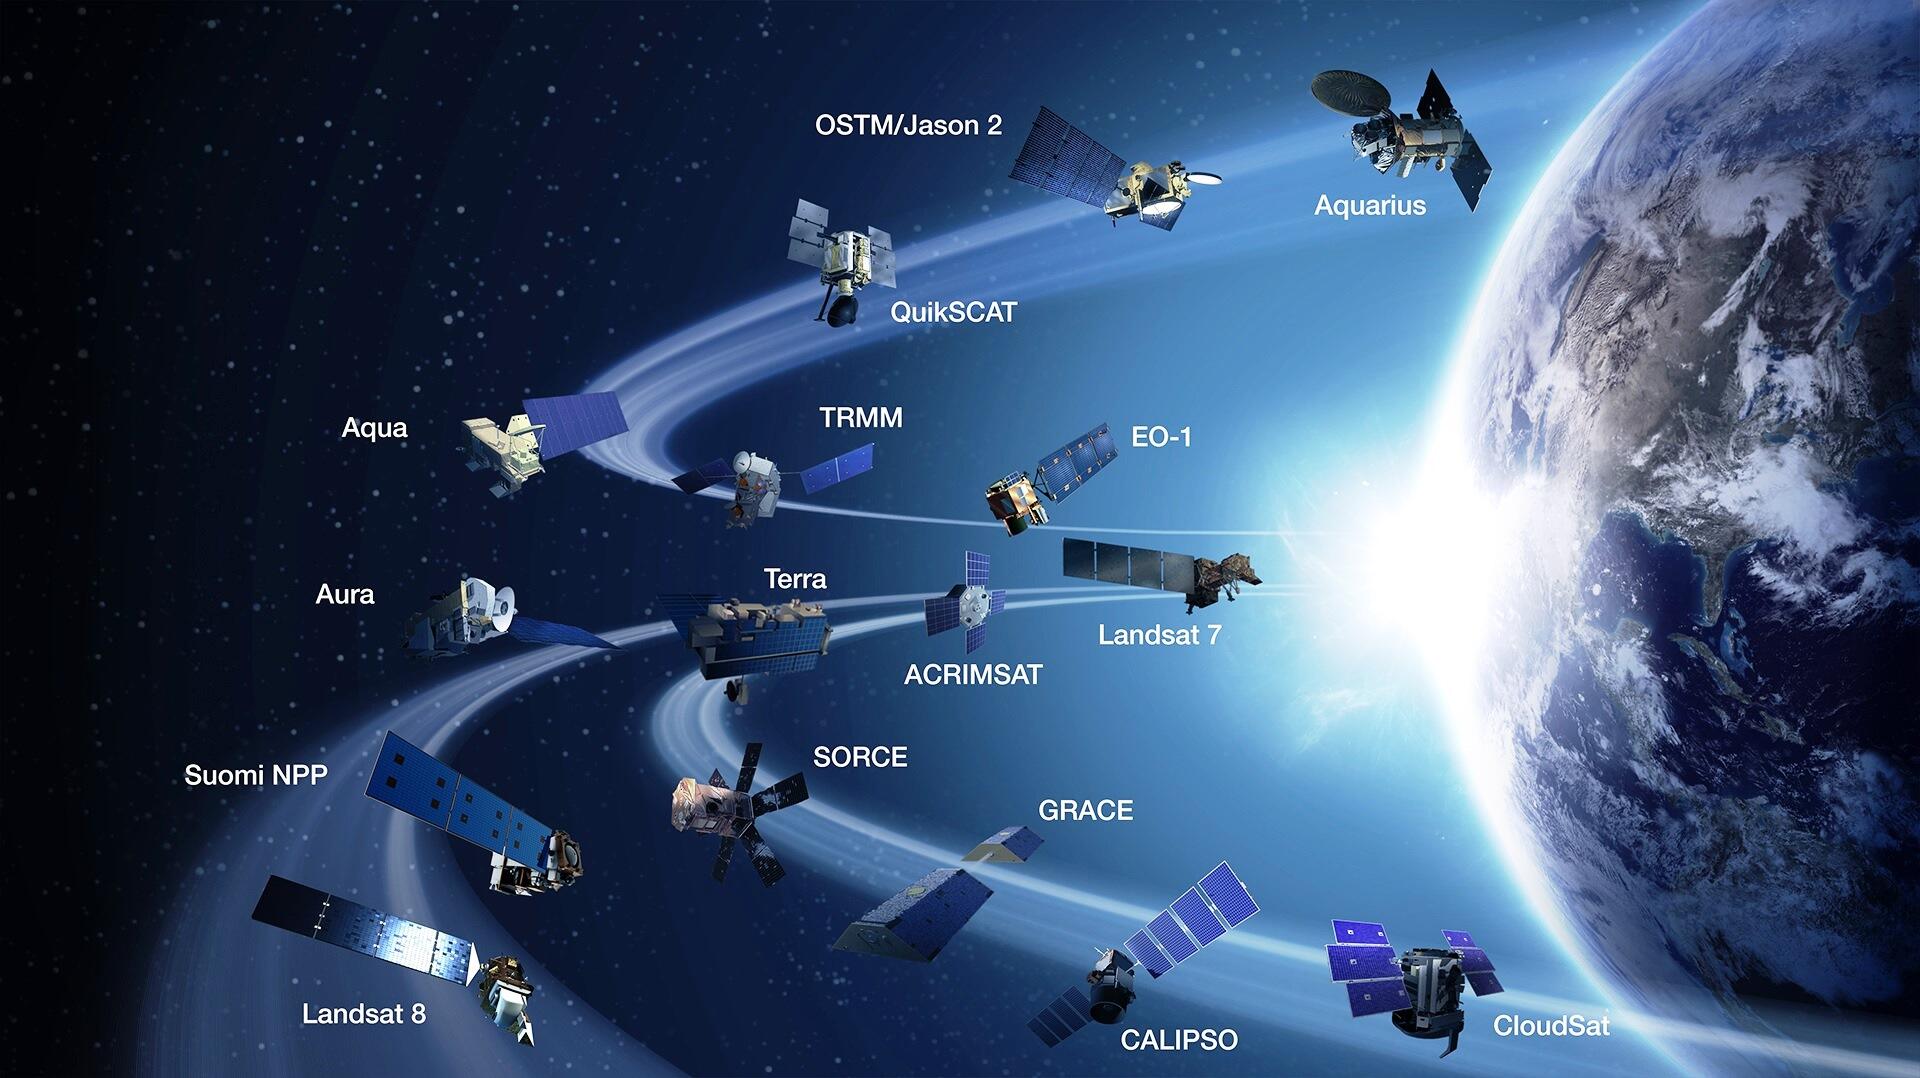 OSTM/Jason 2
Aquarius
QuikSCAT
TRMM
Aqua
EO-1
Terra
Aura
Landsat 7
ACRIMSAT
SORCE
Suomi NPP
GRACE
Landsat 8
CloudSat
CALIPSO